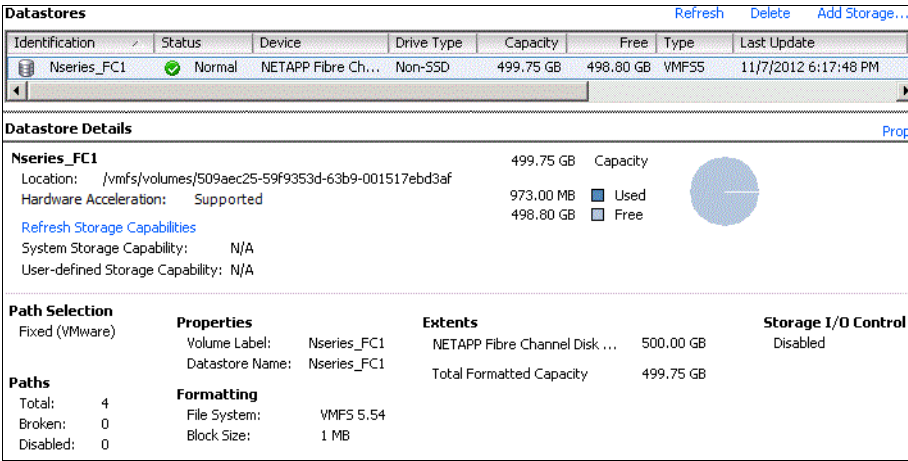 Datastores Refresh Delete Add Storage...
Identification Status Device Drive Type Capacity Free Type Last Update
Nseries_FC1 Normal NETAPP Fibre Ch... Non-SSD 499.75 GB 498.80 GB VMFS5 11/7/2012 6:17:48 PM
Datastore Details Prop
Nseries_FC1 499.75 GB Capacity
Location: /vmfs/volumes/509aec25-59f9353d-63b9-001517ebd3af
Hardware Acceleration: Supported 973.00 MB Used
498.80 GB Free
Refresh Storage Capabilities
System Storage Capability: N/A
User-defined Storage Capability: N/A
Path Selection
Fixed (VMware)
Paths
Total: 4
Broken: 0
Disabled: 0
Properties
Volume Label: Nseries_FC1
Datastore Name: Nseries_FC1
Formatting
File System: VMFS 5.54
Block Size: 1 MB
Extents
NETAPP Fibre Channel Disk ... 500.00 GB
Total Formatted Capacity 499.75 GB
Storage I/O Control
Disabled